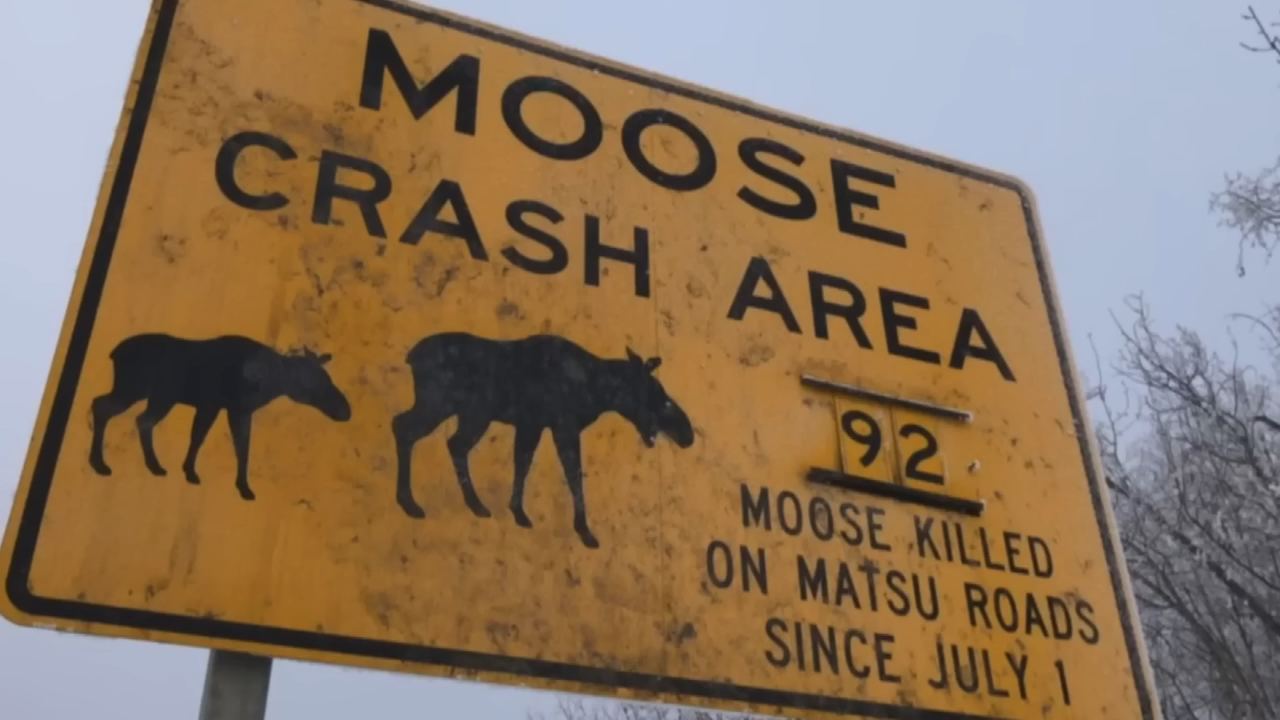 MOOSE
CRASH AREA
92
MOOSE KILLED
ON MATSU ROADS
SINCE JULY 1